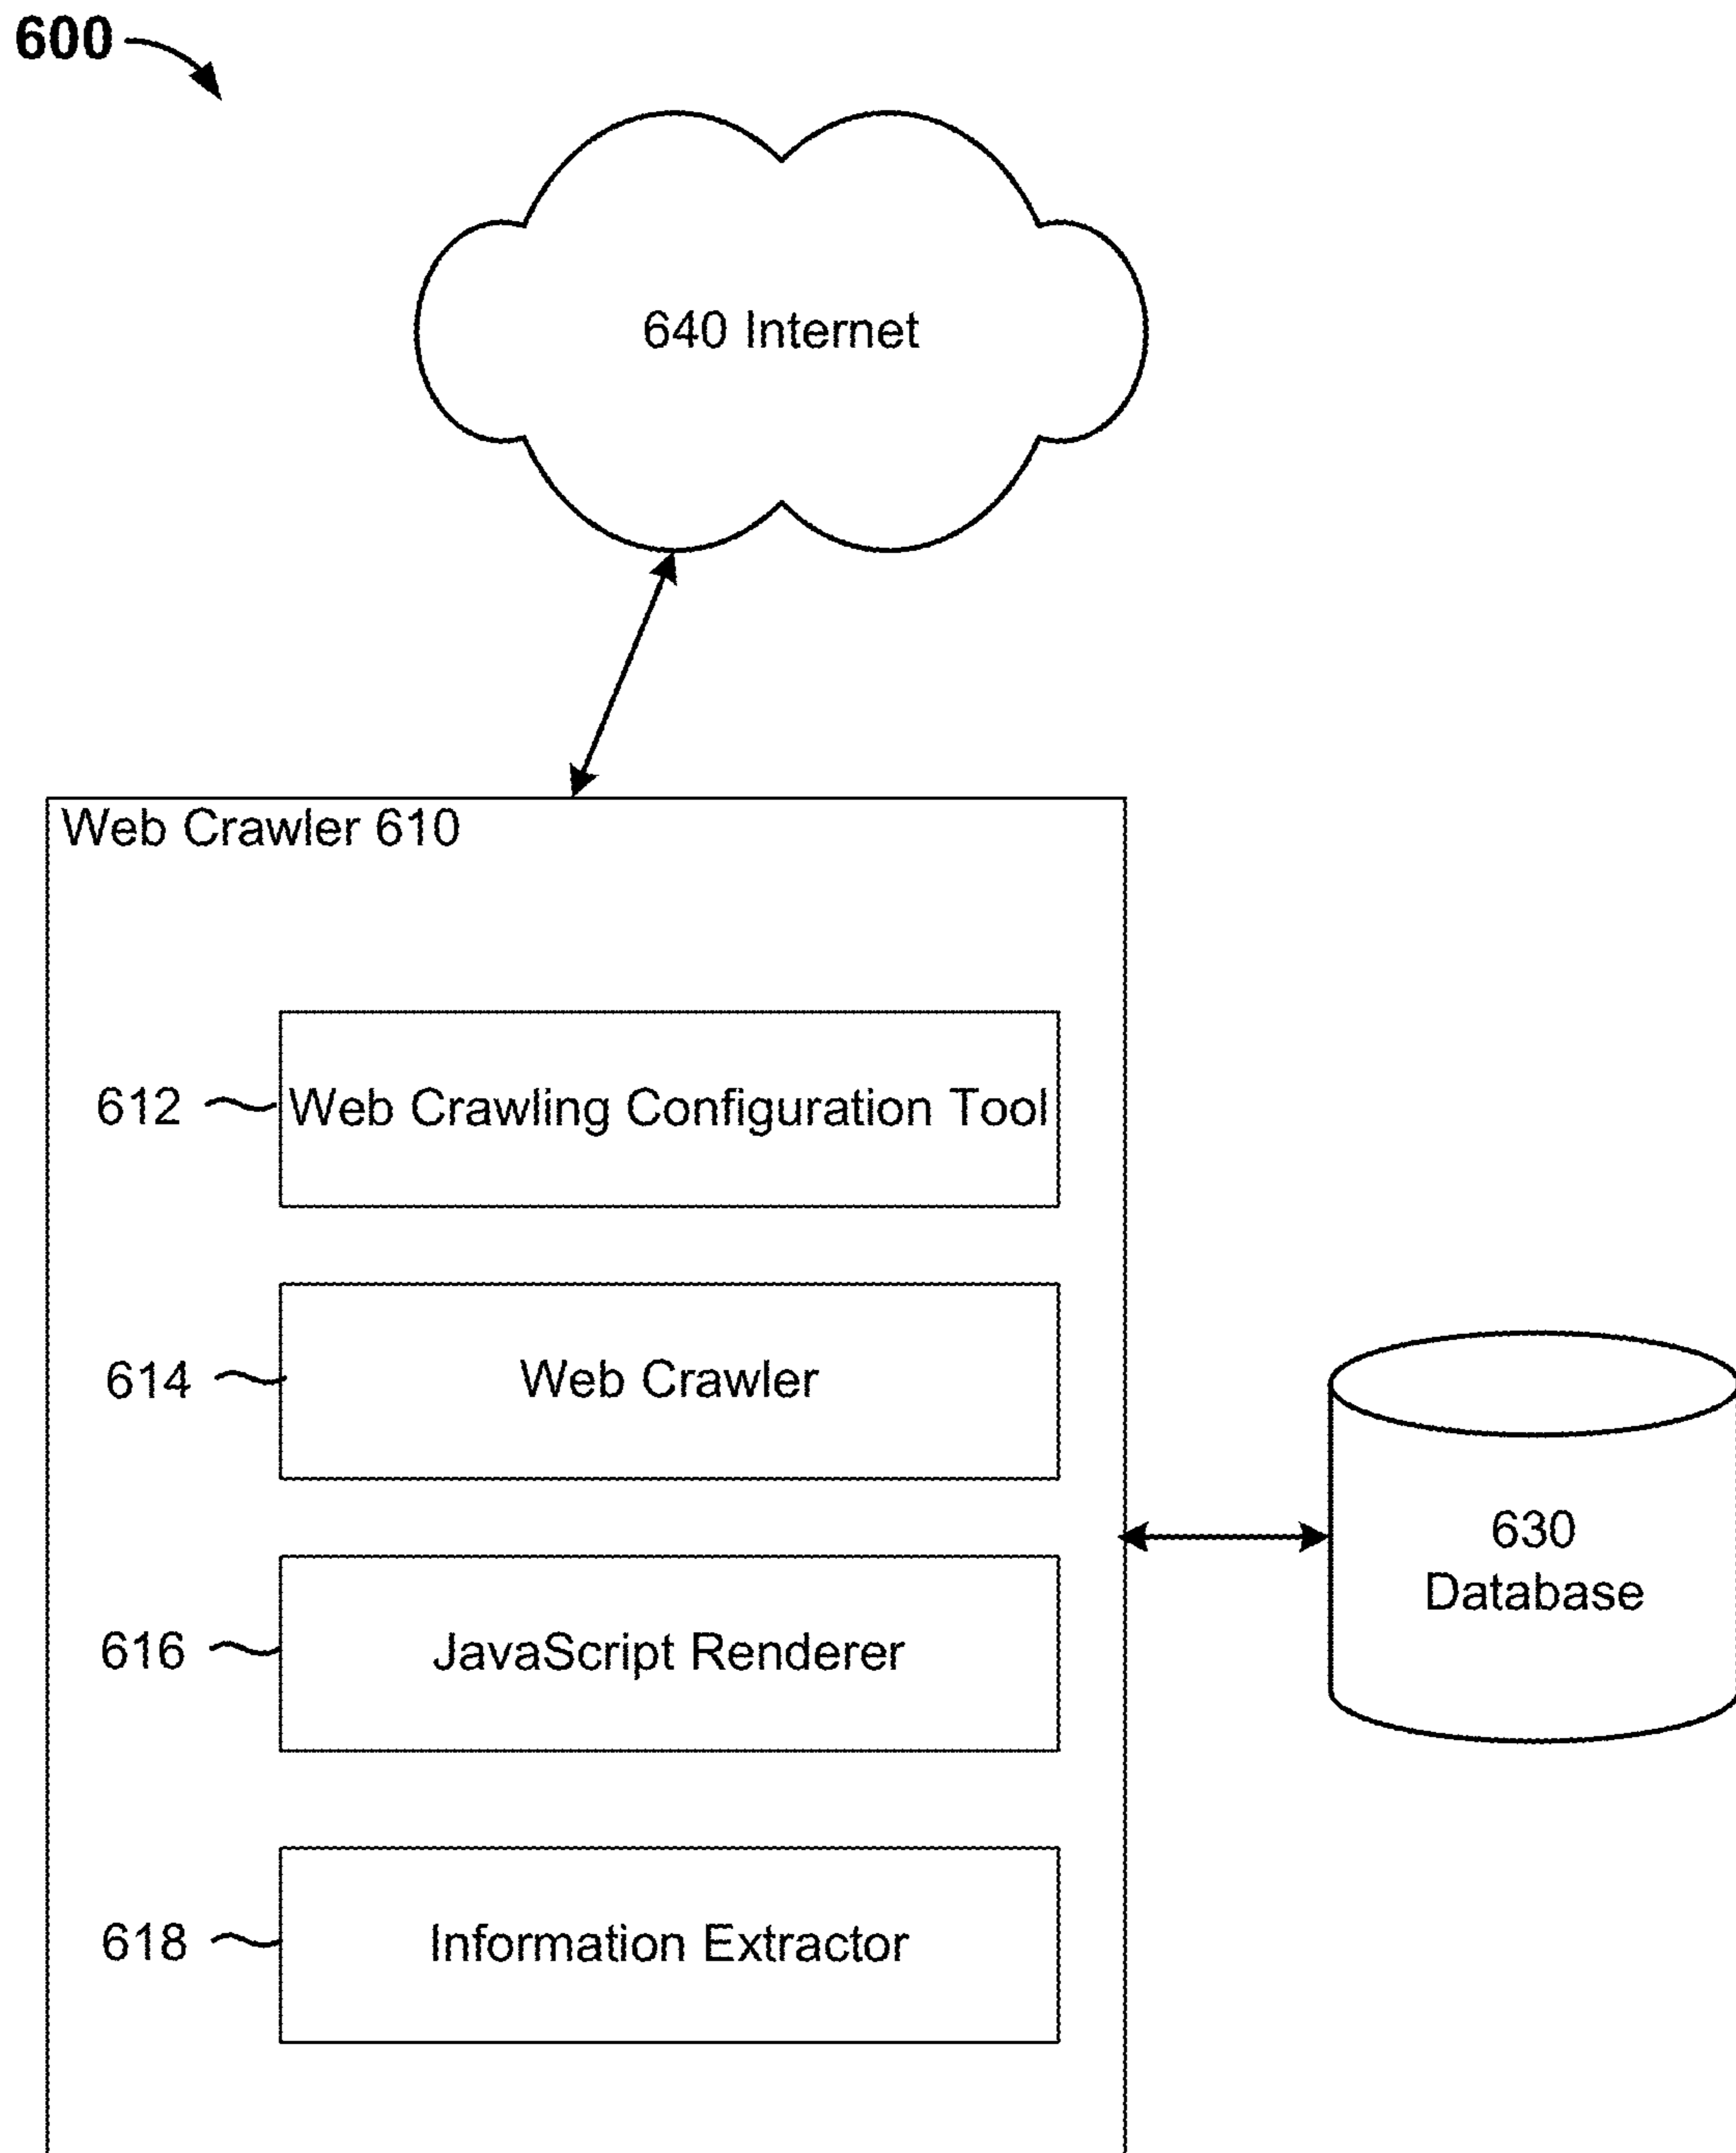 600
640 Internet
Web Crawler 610
612 Web Crawling Configuration Tool
614 Web Crawler
616 JavaScript Renderer
618 Information Extractor
630
Database